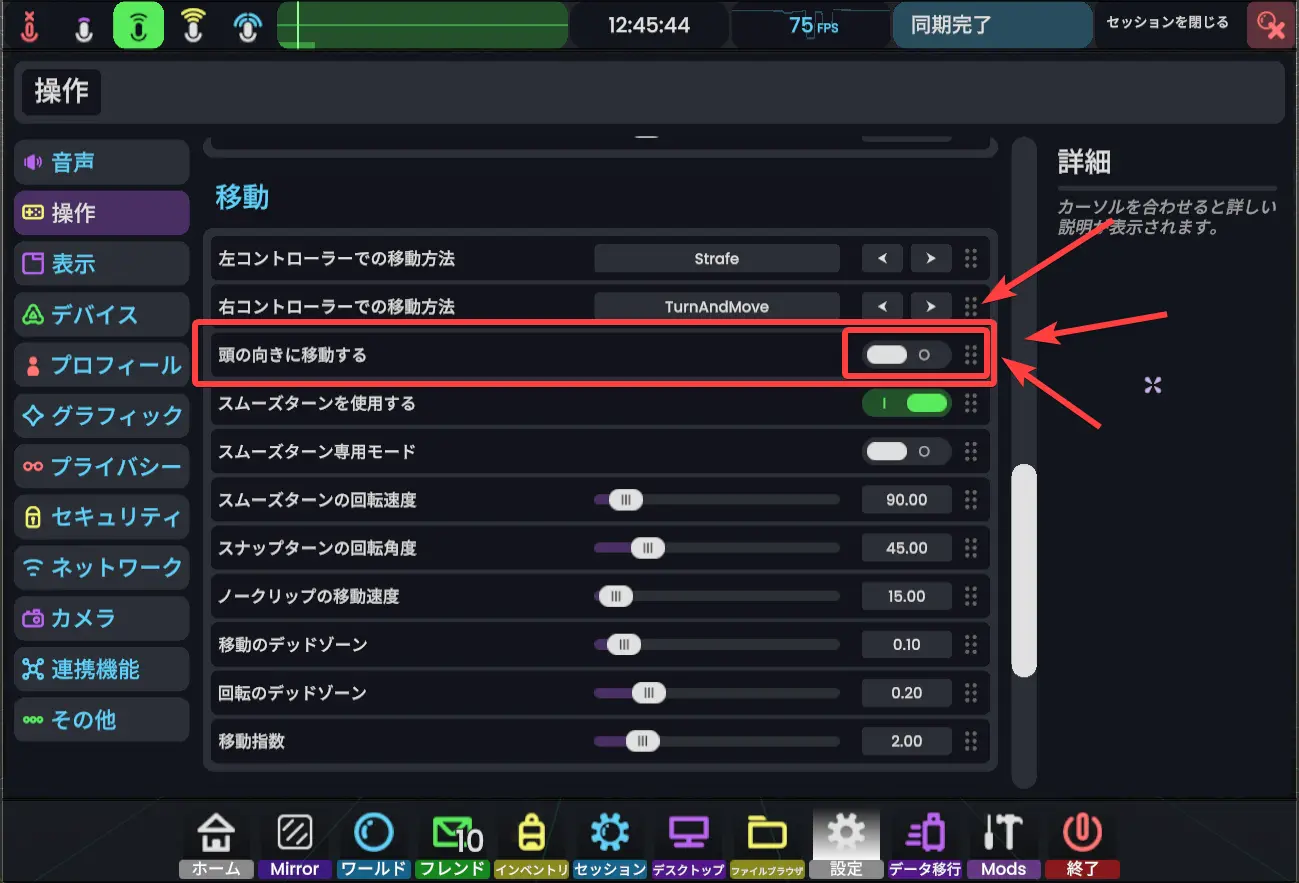 12:45:44
75 FPS
同期完了
セッションを閉じる
操作
音声
操作
表示
デバイス
プロフィール
グラフィック
プライバシー
セキュリティ
ネットワーク
カメラ
連携機能
その他
移動
左コントローラーでの移動方法 Strafe
右コントローラーでの移動方法 TurnAndMove
頭の向きに移動する
スムーズターンを使用する
スムーズターン専用モード
スムーズターンの回転速度 90.00
スナップターンの回転角度 45.00
ノークリップの移動速度 15.00
移動のデッドゾーン 0.10
回転のデッドゾーン 0.20
移動指数 2.00
詳細
カーソルを合わせると詳しい
説明が表示されます。
10
ホーム
Mirror
ワールド
フレンド
インベントリ
セッション
デスクトップ
ファイルブラウザ
設定
データ移行
Mods
終了